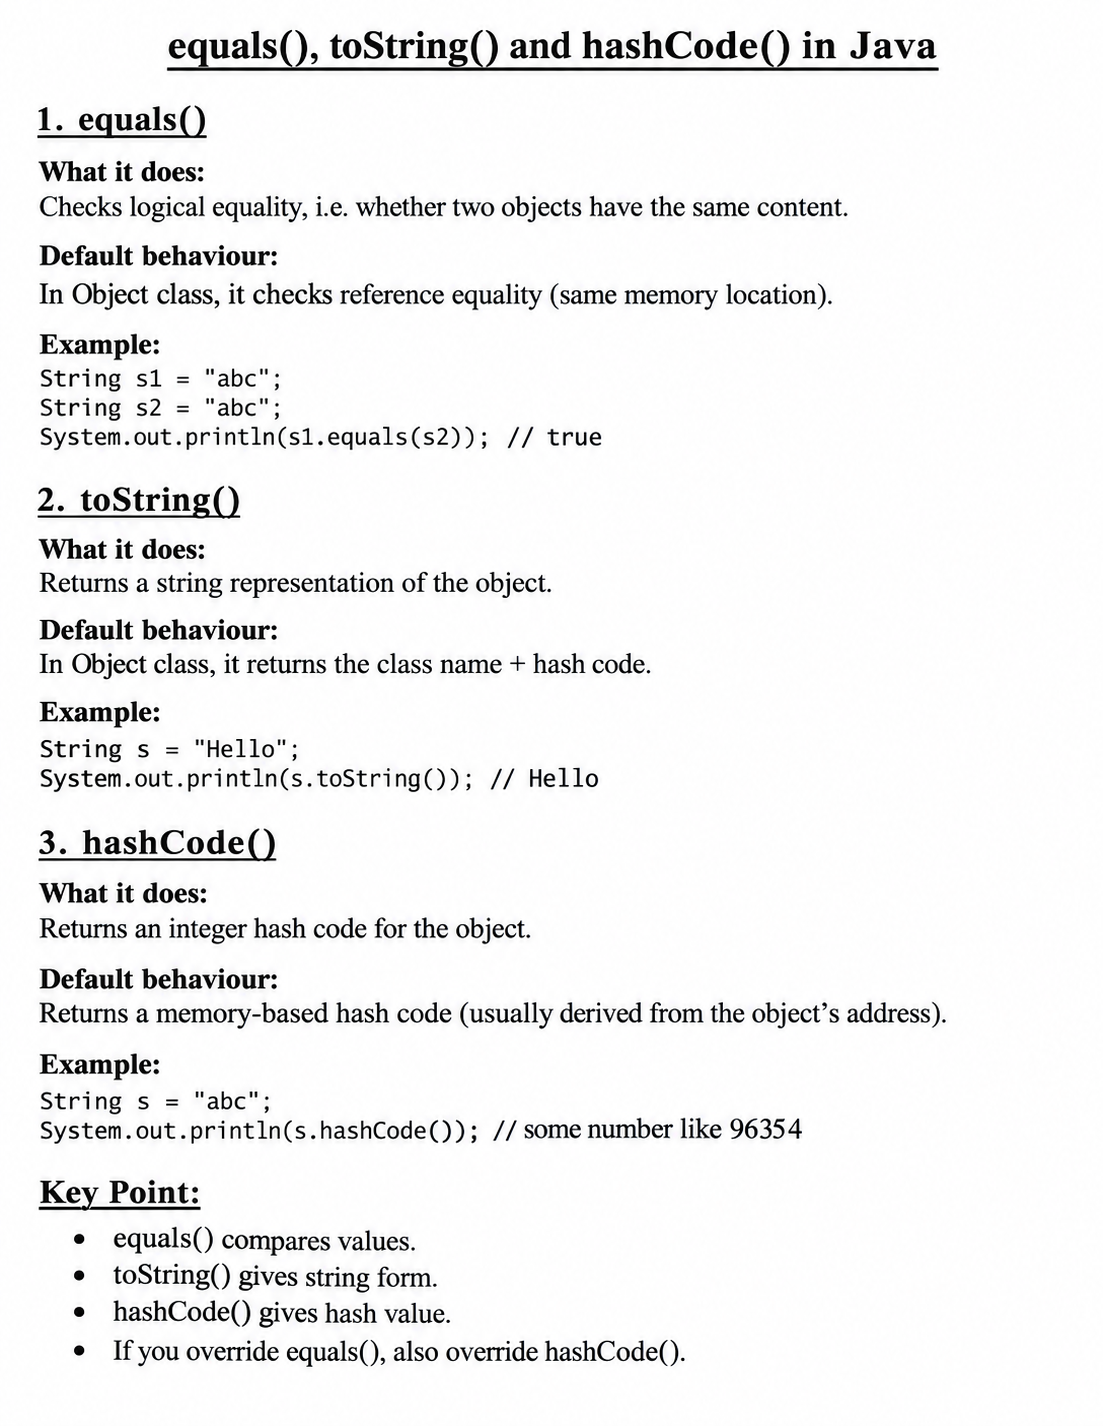 equals(), toString() and hashCode() in Java
1. equals()
What it does:
Checks logical equality, i.e. whether two objects have the same content.
Default behaviour:
In Object class, it checks reference equality (same memory location).
Example:
String s1 = "abc";
String s2 = "abc";
System.out.println(s1.equals(s2)); // true
2. toString()
What it does:
Returns a string representation of the object.
Default behaviour:
In Object class, it returns the class name + hash code.
Example:
String s = "Hello";
System.out.println(s.toString()); // Hello
3. hashCode()
What it does:
Returns an integer hash code for the object.
Default behaviour:
Returns a memory-based hash code (usually derived from the object’s address).
Example:
String s = "abc";
System.out.println(s.hashCode()); // some number like 96354
Key Point:
• equals() compares values.
• toString() gives string form.
• hashCode() gives hash value.
• If you override equals(), also override hashCode().